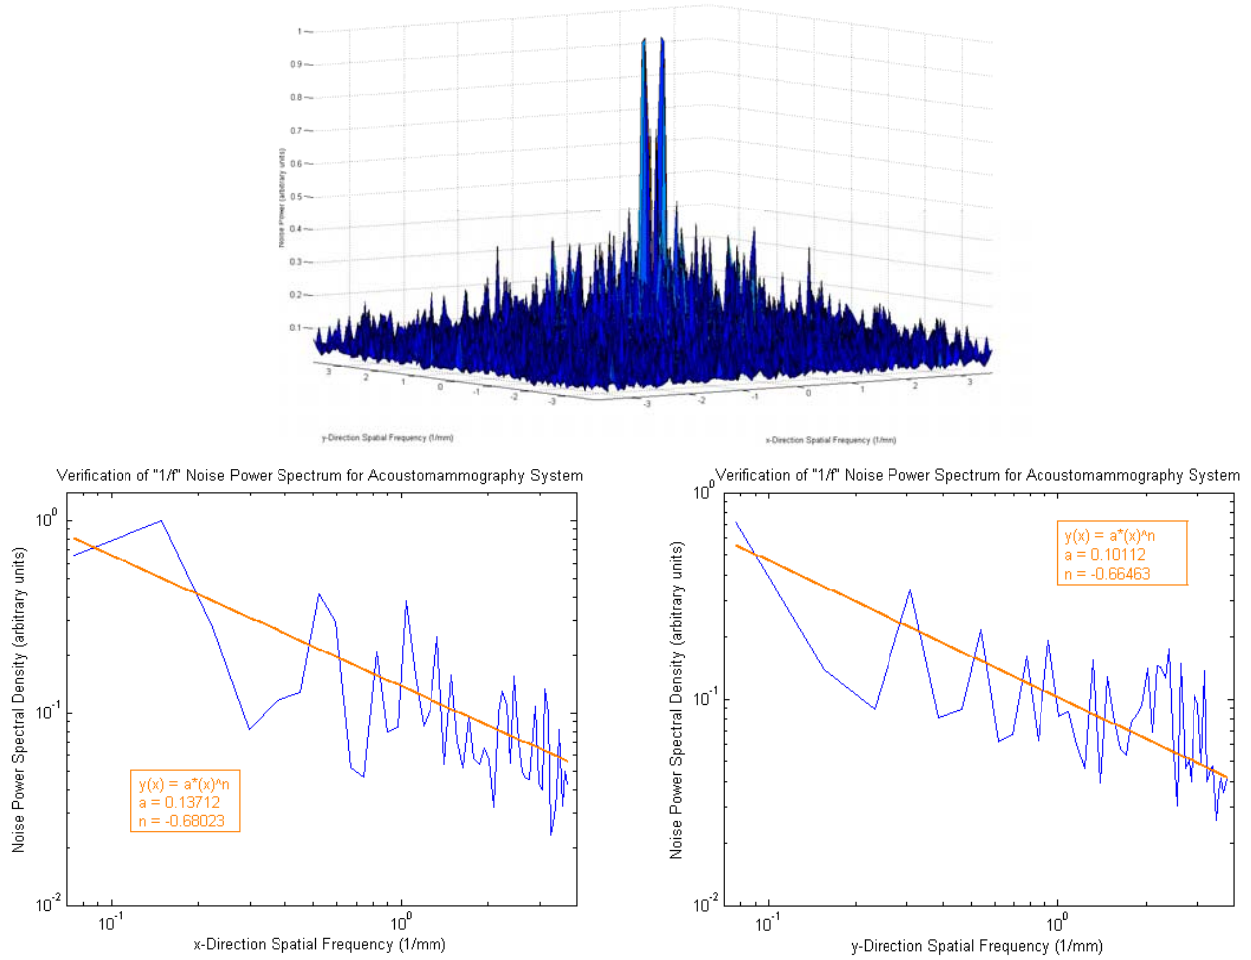 1
0.9
0.8
0.7
0.6
0.5
0.4
0.3
0.2
0.1
Noise Power (arbitrary units)
3 2 1 0 -1 -2 -3
-3 -2 -1 0 1 2 3
y-Direction Spatial Frequency (1/mm)
x-Direction Spatial Frequency (1/mm)
Verification of "1/f" Noise Power Spectrum for Acoustomammography System
10^0
10^-1
10^-2
Noise Power Spectral Density (arbitrary units)
y(x) = a*(x)^n
a = 0.13712
n = -0.68023
10^-1 10^0
x-Direction Spatial Frequency (1/mm)
Verification of "1/f" Noise Power Spectrum for Acoustomammography System
10^0
10^-1
10^-2
Noise Power Spectral Density (arbitrary units)
y(x) = a*(x)^n
a = 0.10112
n = -0.66463
10^-1 10^0
y-Direction Spatial Frequency (1/mm)